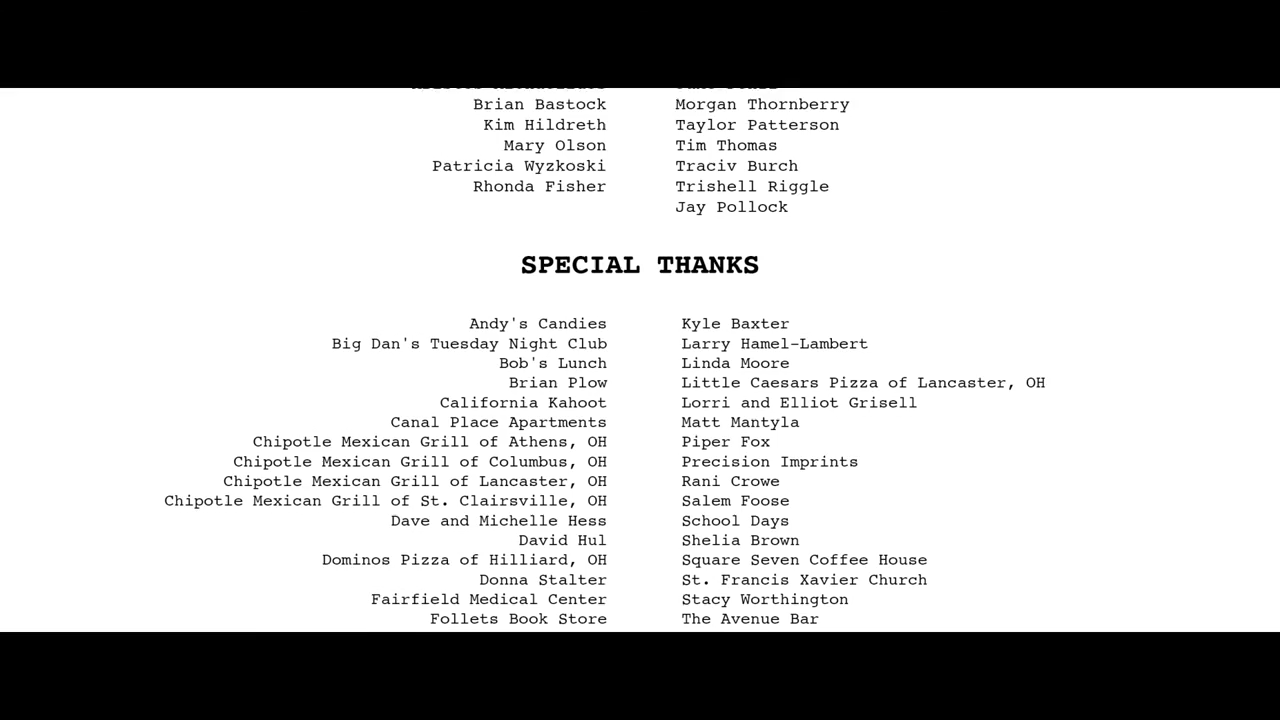 Brian Bastock Morgan Thornberry
Kim Hildreth Taylor Patterson
Mary Olson Tim Thomas
Patricia Wyzkoski Traciv Burch
Rhonda Fisher Trishell Riggle
Jay Pollock
SPECIAL THANKS
Andy's Candies Kyle Baxter
Big Dan's Tuesday Night Club Larry Hamel-Lambert
Bob's Lunch Linda Moore
Brian Plow Little Caesars Pizza of Lancaster, OH
California Kahoot Lorri and Elliot Grisell
Canal Place Apartments Matt Mantyla
Chipotle Mexican Grill of Athens, OH Piper Fox
Chipotle Mexican Grill of Columbus, OH Precision Imprints
Chipotle Mexican Grill of Lancaster, OH Rani Crowe
Chipotle Mexican Grill of St. Clairsville, OH Salem Foose
Dave and Michelle Hess School Days
David Hul Shelia Brown
Dominos Pizza of Hilliard, OH Square Seven Coffee House
Donna Stalter St. Francis Xavier Church
Fairfield Medical Center Stacy Worthington
Follets Book Store The Avenue Bar